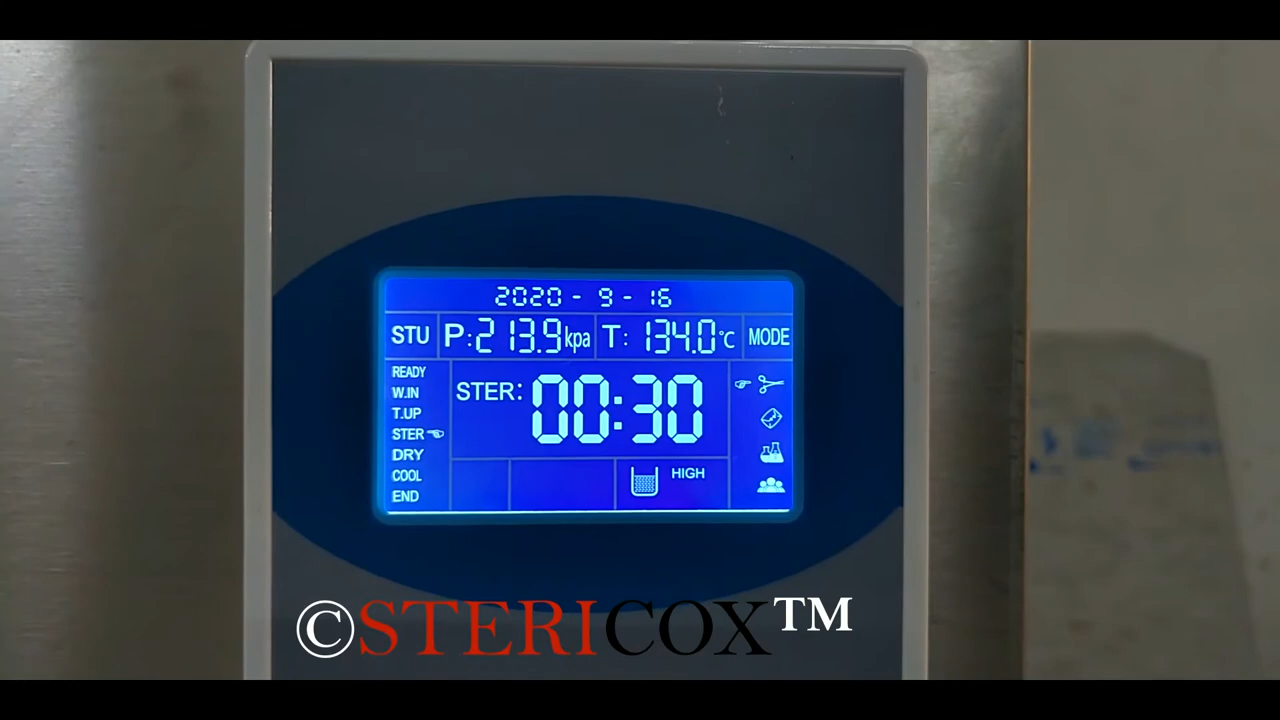 2020 - 9 - 16
STU P: 213.9 kpa T: 134.0 °C MODE
READY
W.IN
T.UP
STER
DRY
COOL
END
STER: 00:30
HIGH
©STERICOX™